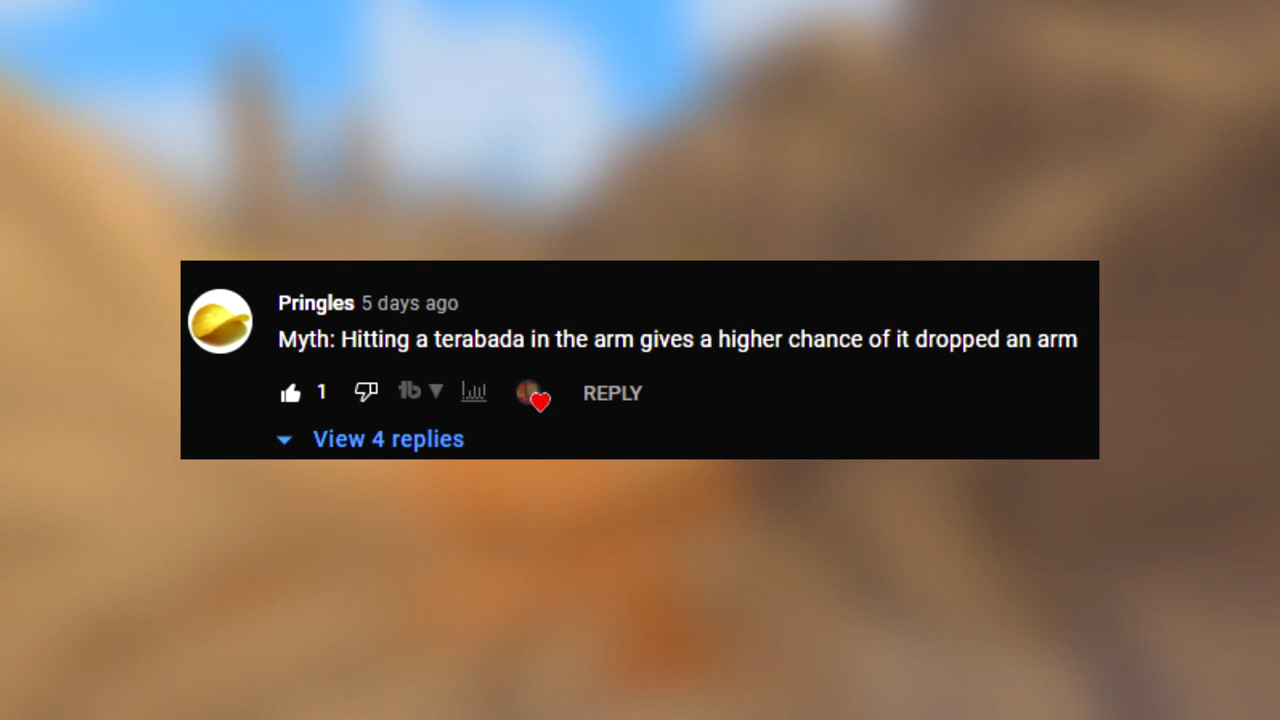 Pringles 5 days ago
Myth: Hitting a terabada in the arm gives a higher chance of it dropped an arm
1 REPLY
View 4 replies